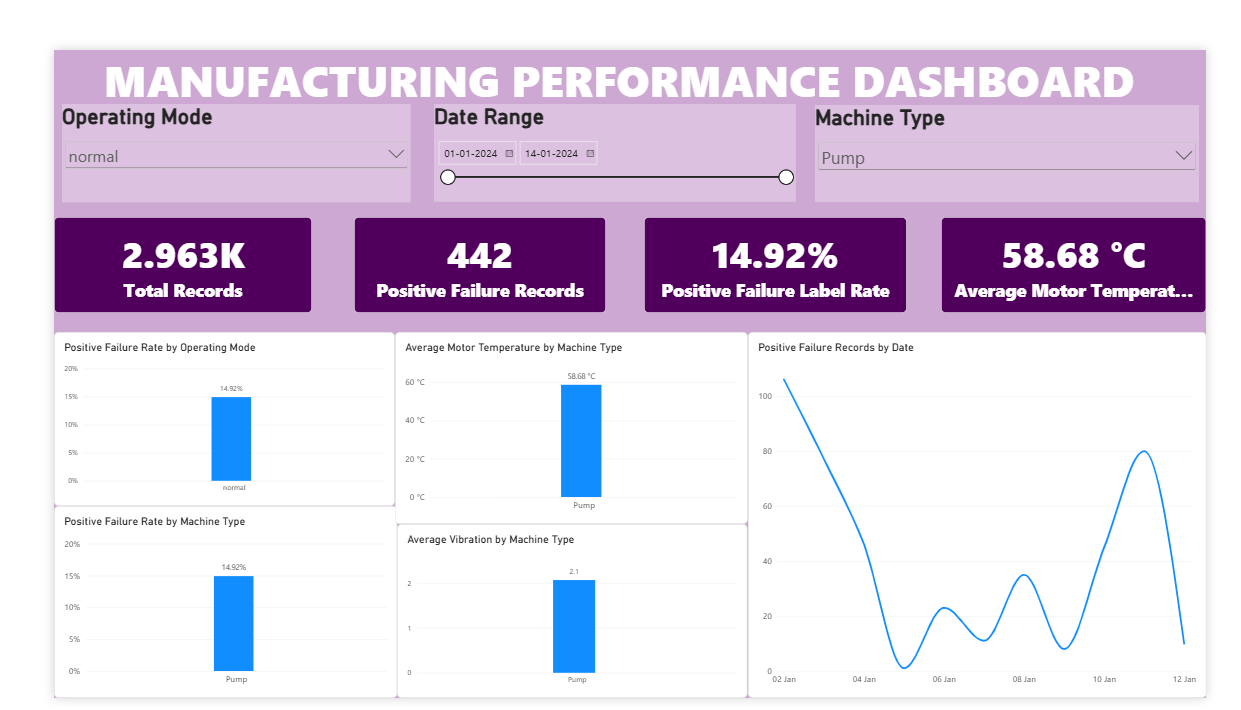 MANUFACTURING PERFORMANCE DASHBOARD
Operating Mode
normal
Date Range
01-01-2024 14-01-2024
Machine Type
Pump
2.963K
Total Records
442
Positive Failure Records
14.92%
Positive Failure Label Rate
58.68 °C
Average Motor Temperat...
Positive Failure Rate by Operating Mode
20%
15%
10%
5%
0%
14.92%
normal
Average Motor Temperature by Machine Type
60 °C
40 °C
20 °C
0 °C
58.68 °C
Pump
Positive Failure Records by Date
100
80
60
40
20
0
02 Jan 04 Jan 06 Jan 08 Jan 10 Jan 12 Jan
Positive Failure Rate by Machine Type
20%
15%
10%
5%
0%
14.92%
Pump
Average Vibration by Machine Type
2
1
0
2.1
Pump